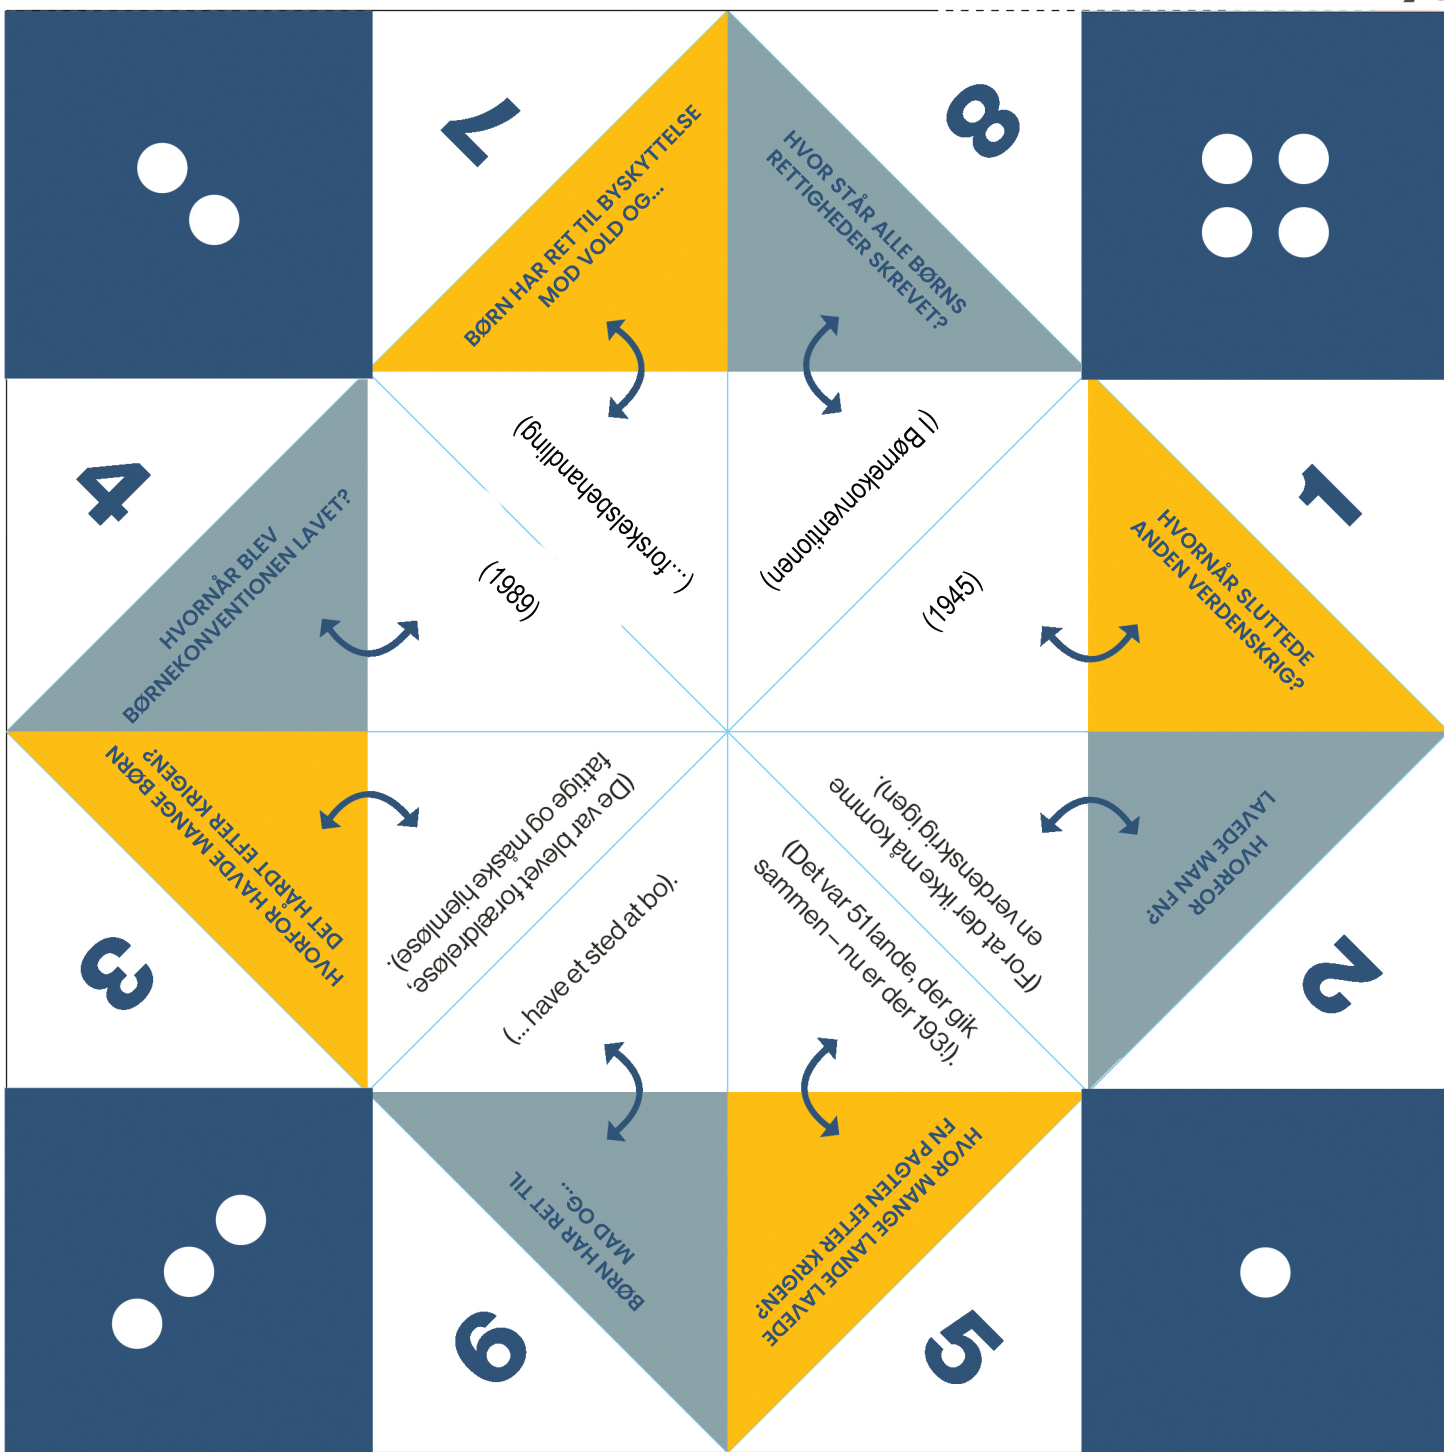 7
BØRN HAR RET TIL BYSKYTTELSE
MOD VOLD OG...
(...forskelsbehandling)
8
HVOR STÅR ALLE BØRNS
RETTIGHEDER SKREVET?
(I Børnekonventionen)
1
HVORNÅR SLUTTEDE
ANDEN VERDENSKRIG?
(1945)
2
HVORFOR
LAVEDE MAN FN?
(For at der ikke må komme
en verdenskrig igen).
3
HVORFOR HAVDE MANGE BØRN
DET HÅRDT EFTER KRIGEN?
(De var blevet forældreløse,
fattige og måske hjemløse).
4
HVORNÅR BLEV
BØRNEKONVENTIONEN LAVET?
(1989)
5
HVOR MANGE LANDE LAVEDE
FN PAGTEN EFTER KRIGEN?
(Det var 51 lande, der gik
sammen – nu er der 193!).
6
BØRN HAR RET TIL
MAD OG...
(... have et sted at bo).